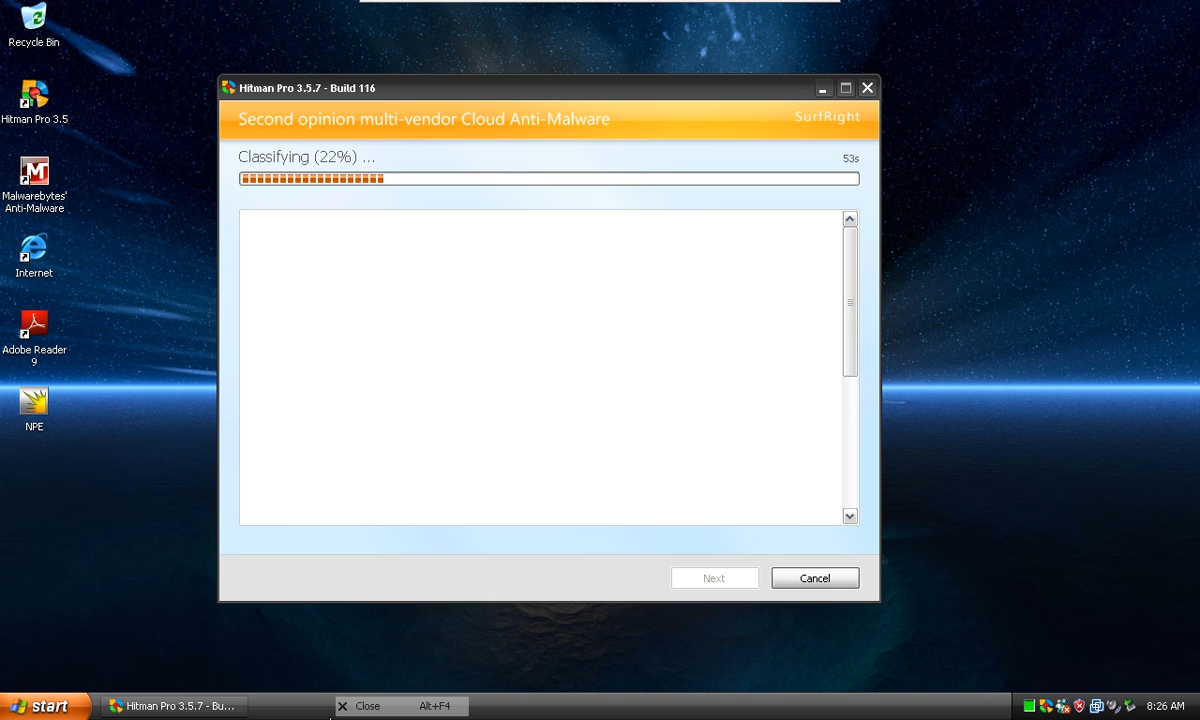 Recycle Bin
Hitman Pro 3.5
Malwarebytes'
Anti-Malware
Internet
Adobe Reader
9
NPE
Hitman Pro 3.5.7 - Build 116
Second opinion multi-vendor Cloud Anti-Malware
SurfRight
Classifying (22%) ...
53s
Next
Cancel
start
Hitman Pro 3.5.7 - Bu...
Close
Alt+F4
8:26 AM